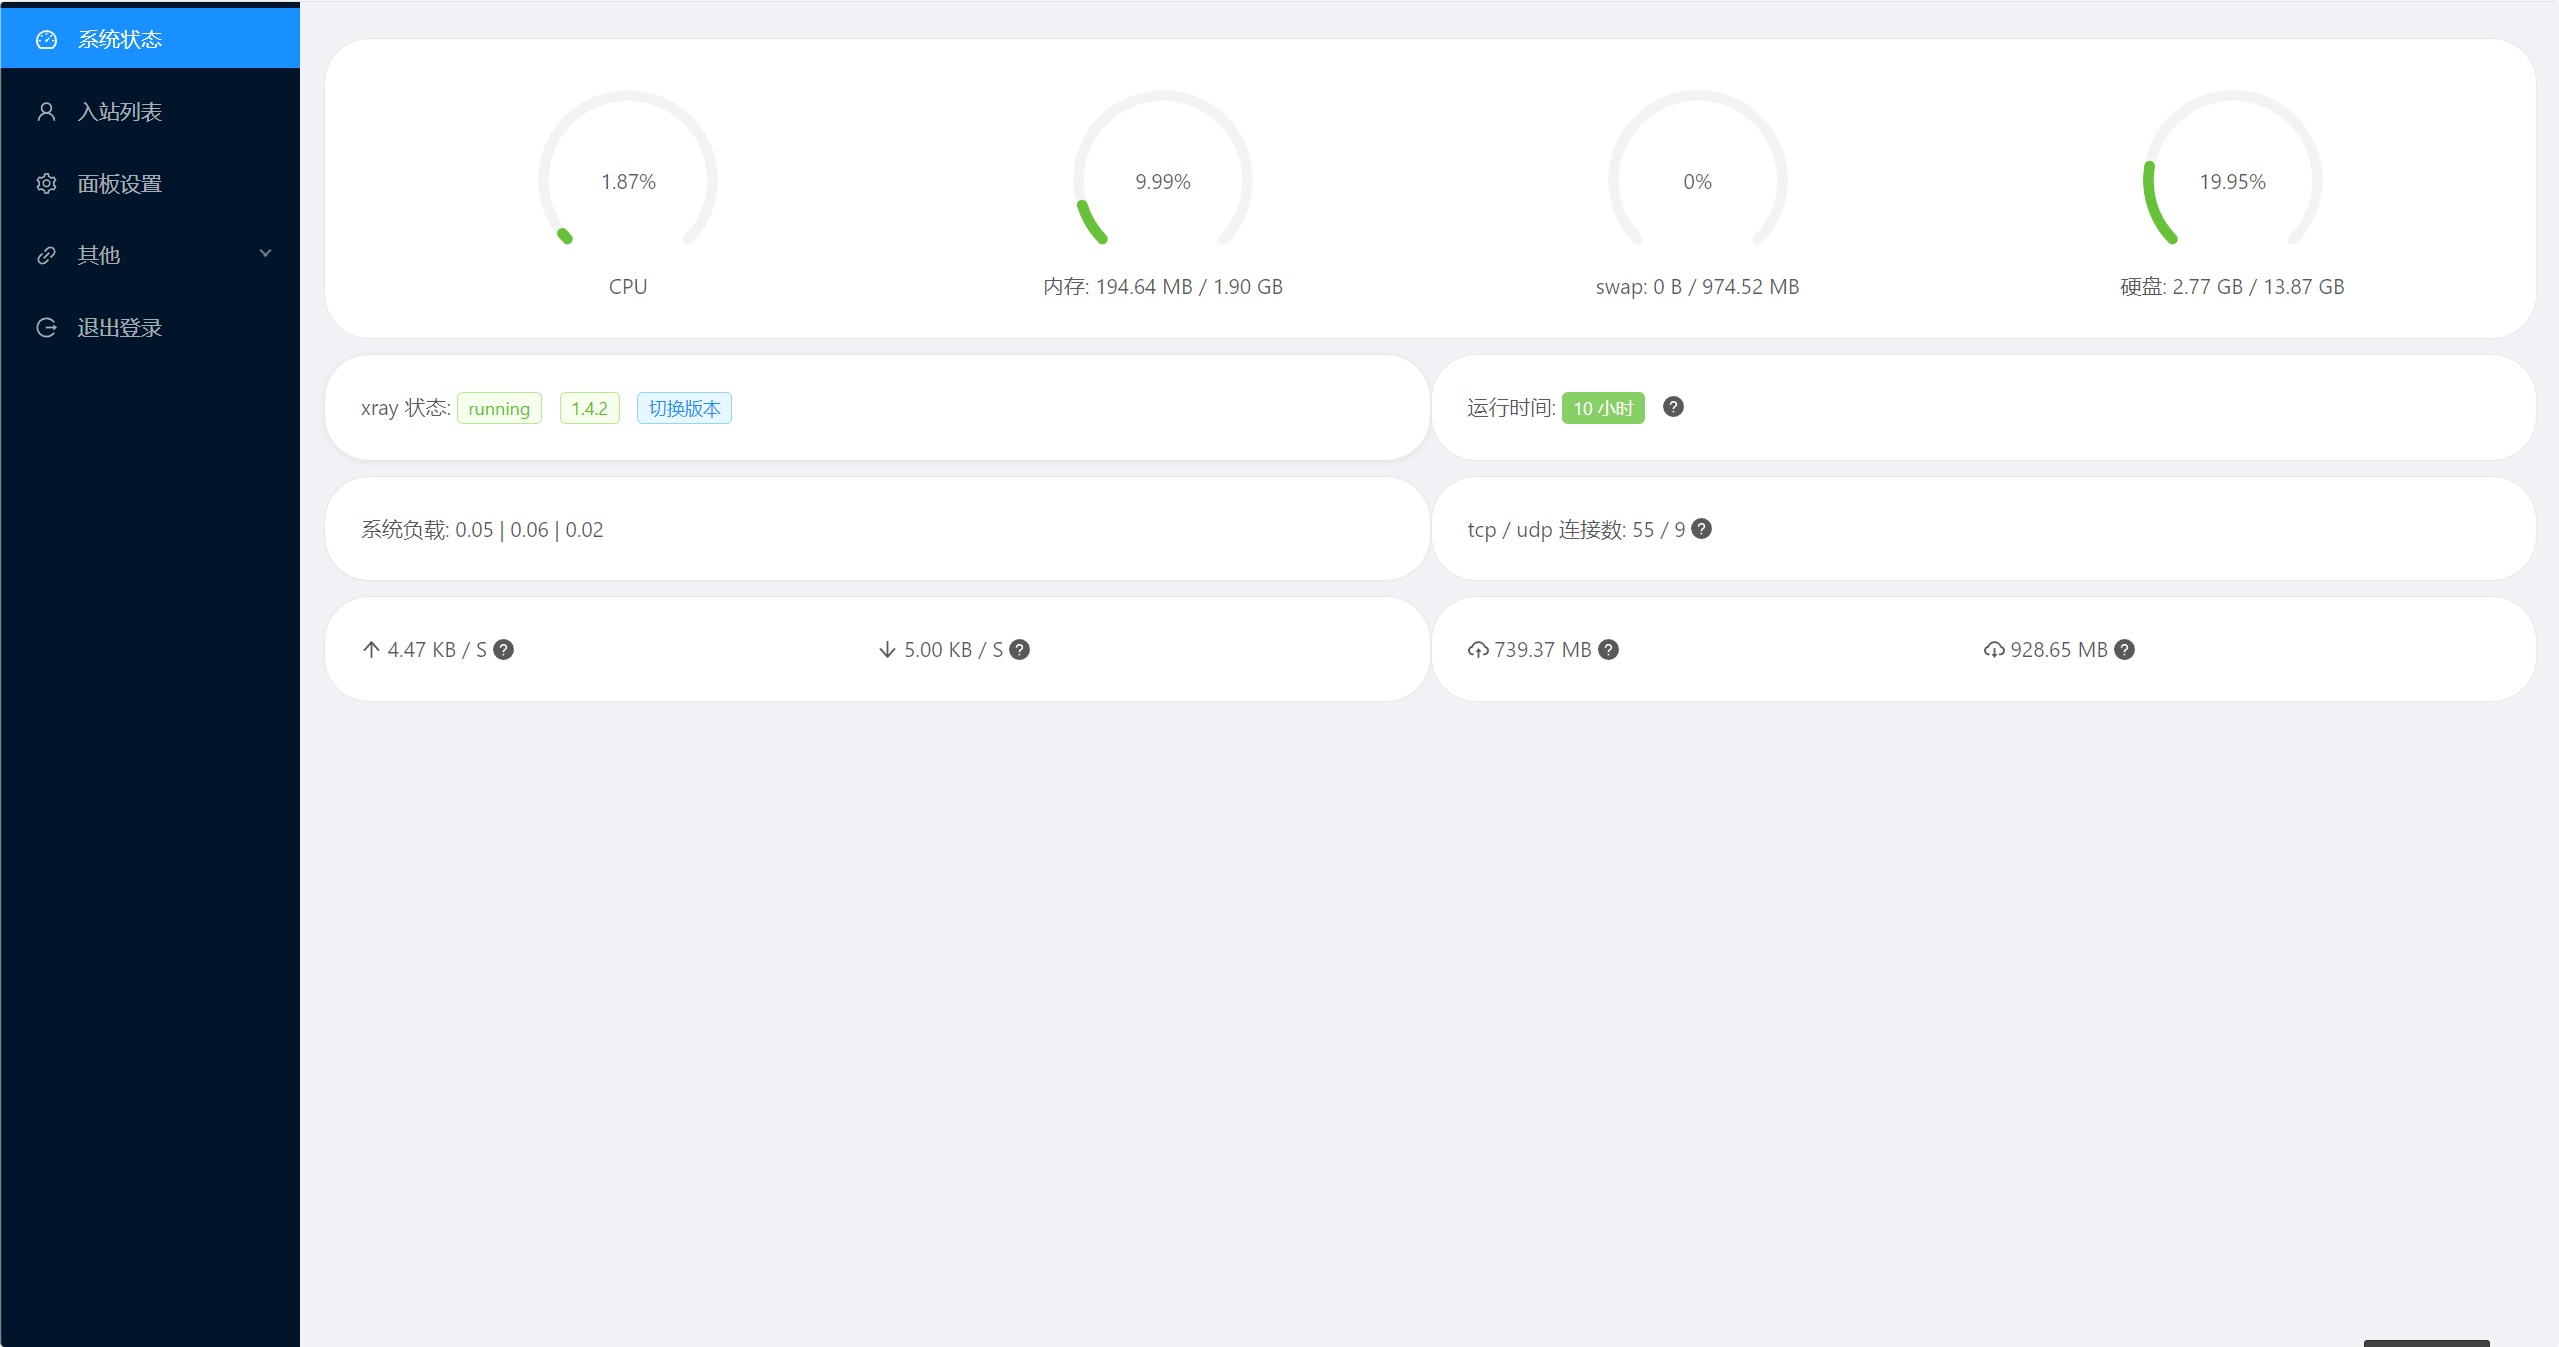 系统状态
入站列表
面板设置
其他
退出登录
1.87%
9.99%
0%
19.95%
CPU
内存: 194.64 MB / 1.90 GB
swap: 0 B / 974.52 MB
硬盘: 2.77 GB / 13.87 GB
xray 状态: running 1.4.2 切换版本
运行时间: 10 小时 ?
系统负载: 0.05 | 0.06 | 0.02
tcp / udp 连接数: 55 / 9 ?
4.47 KB / S ?
5.00 KB / S ?
739.37 MB ?
928.65 MB ?